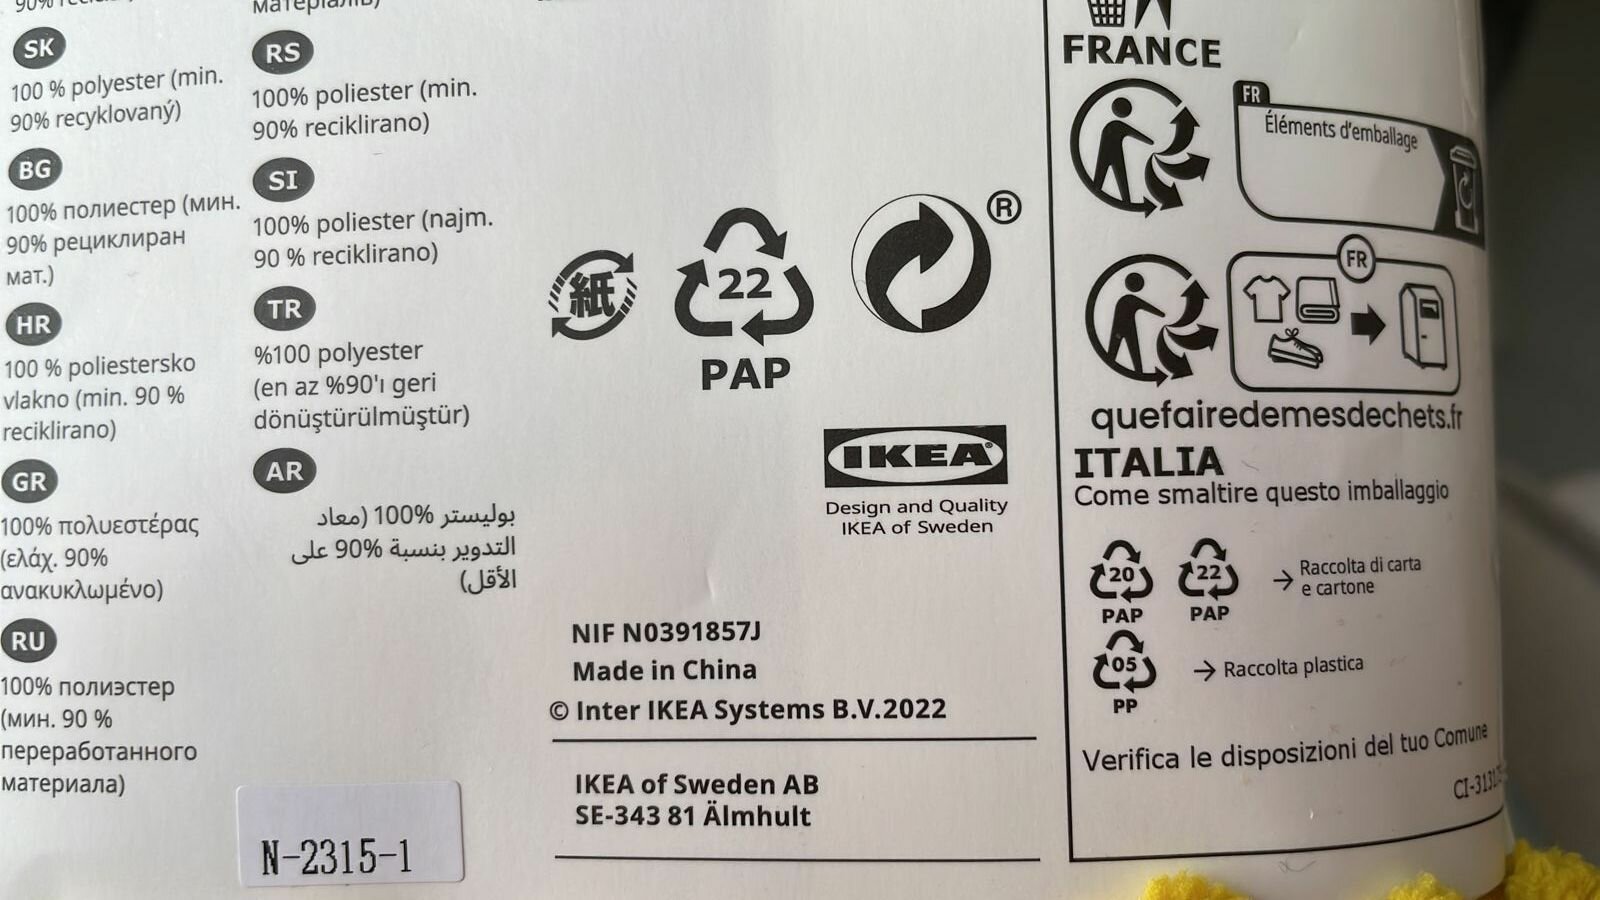 SK
100 % polyester (min.
90% recyklovaný)
BG
100% полиестер (мин.
90% рециклиран
мат.)
HR
100 % poliestersko
vlakno (min. 90 %
reciklirano)
GR
100% πολυεστέρας
(ελάχ. 90%
ανακυκλωμένο)
RU
100% полиэстер
(мин. 90 %
переработанного
материала)
RS
100% poliester (min.
90% reciklirano)
SI
100% poliester (najm.
90 % reciklirano)
TR
%100 polyester
(en az %90'ı geri
dönüştürülmüştür)
AR
بوليستر %100 (معاد
التدوير بنسبة %90 على
الأقل)
N-2315-1
紙
22
PAP
®
IKEA®
Design and Quality
IKEA of Sweden
NIF N0391857J
Made in China
© Inter IKEA Systems B.V.2022
IKEA of Sweden AB
SE-343 81 Älmhult
FRANCE
FR
Éléments d'emballage
FR
quefairedemesdechets.fr
ITALIA
Come smaltire questo imballaggio
20 22 → Raccolta di carta
PAP PAP e cartone
05 → Raccolta plastica
PP
Verifica le disposizioni del tuo Comune